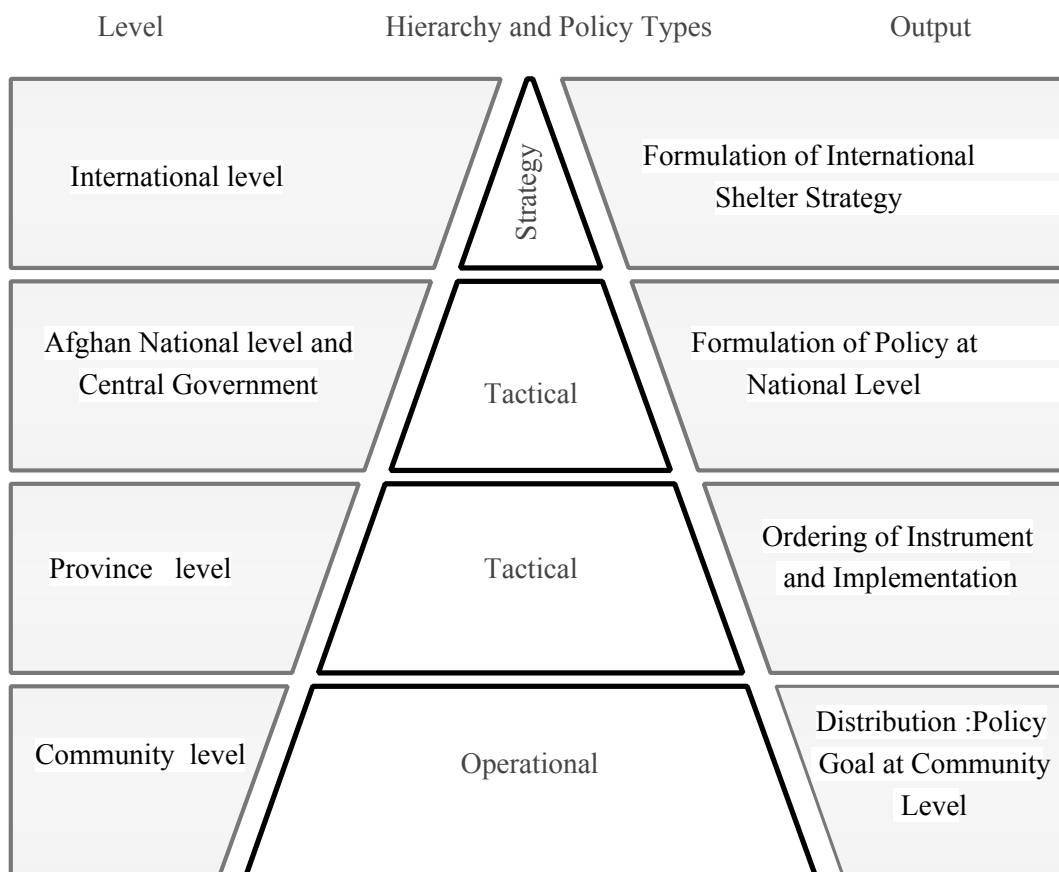 Level
Hierarchy and Policy Types
Output
International level
Strategy
Formulation of International
Shelter Strategy
Afghan National level and
Central Government
Tactical
Formulation of Policy at
National Level
Province level
Tactical
Ordering of Instrument
and Implementation
Community level
Operational
Distribution :Policy
Goal at Community
Level